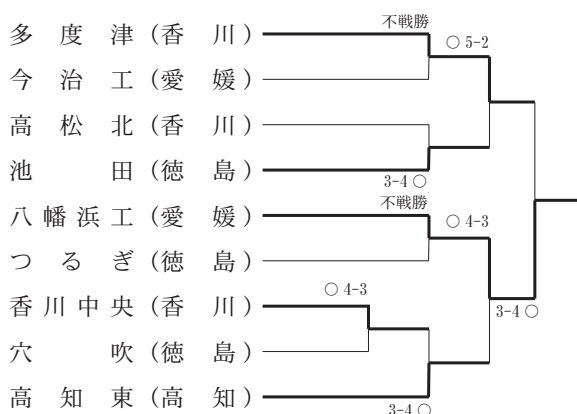 不戦勝
多度津(香川)
○ 5-2
今治工(愛媛)
高松北(香川)
池田(徳島)
3-4 ○
不戦勝
八幡浜工(愛媛)
○ 4-3
つるぎ(徳島)
○ 4-3
香川中央(香川)
3-4 ○
穴吹(徳島)
高知東(高知)
3-4 ○